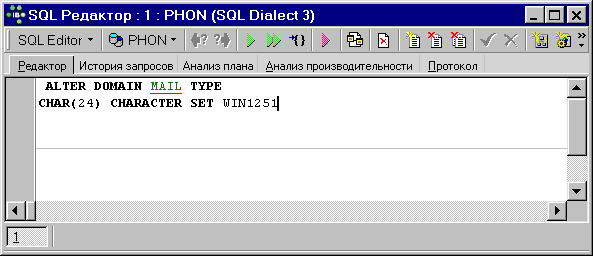 SQL Редактор : 1 : PHON (SQL Dialect 3)
SQL Editor PHON
Редактор История запросов Анализ плана Анализ производительности Протокол
ALTER DOMAIN MAIL TYPE
CHAR(24) CHARACTER SET WIN1251
1